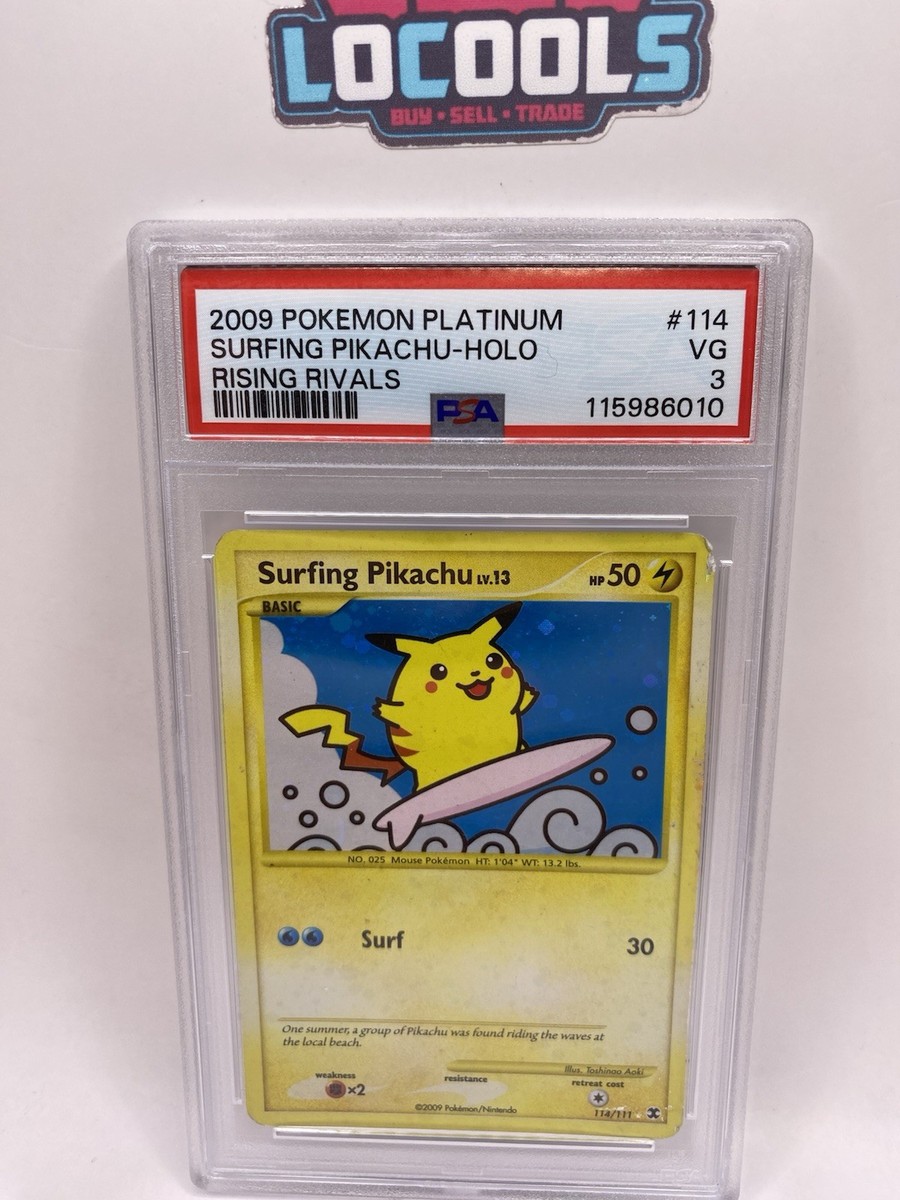 LOCOOLS
BUY • SELL • TRADE
2009 POKEMON PLATINUM #114
SURFING PIKACHU-HOLO VG
RISING RIVALS 3
PSA 115986010
Surfing Pikachu LV.13 HP 50
BASIC
NO. 025 Mouse Pokémon HT: 1'04" WT: 13.2 lbs.
Surf 30
One summer, a group of Pikachu was found riding the waves at
the local beach.
Illus. Toshinao Aoki
weakness resistance retreat cost
×2
©2009 Pokémon/Nintendo 114/111